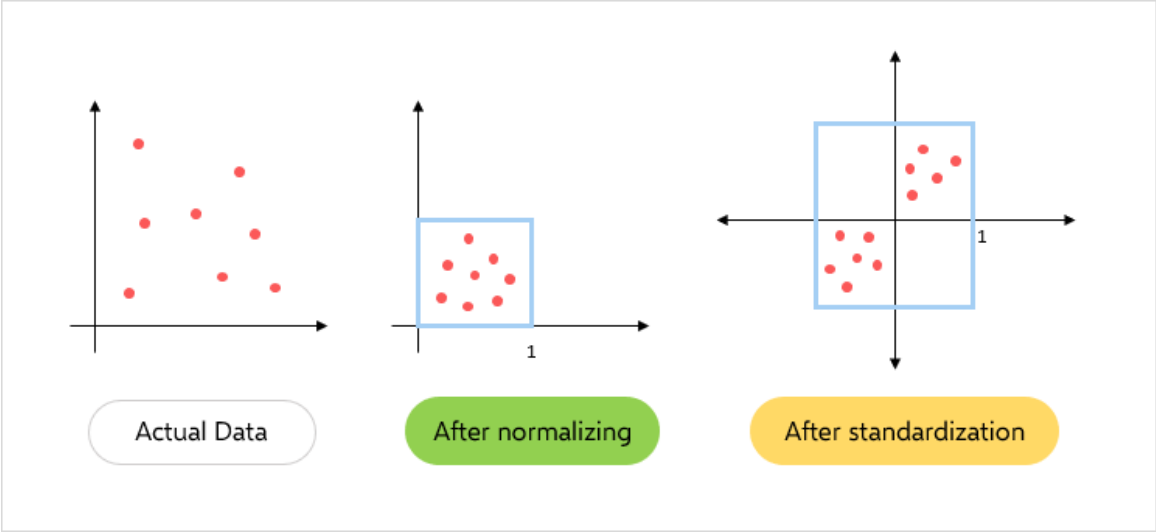 1
1
Actual Data
After normalizing
After standardization